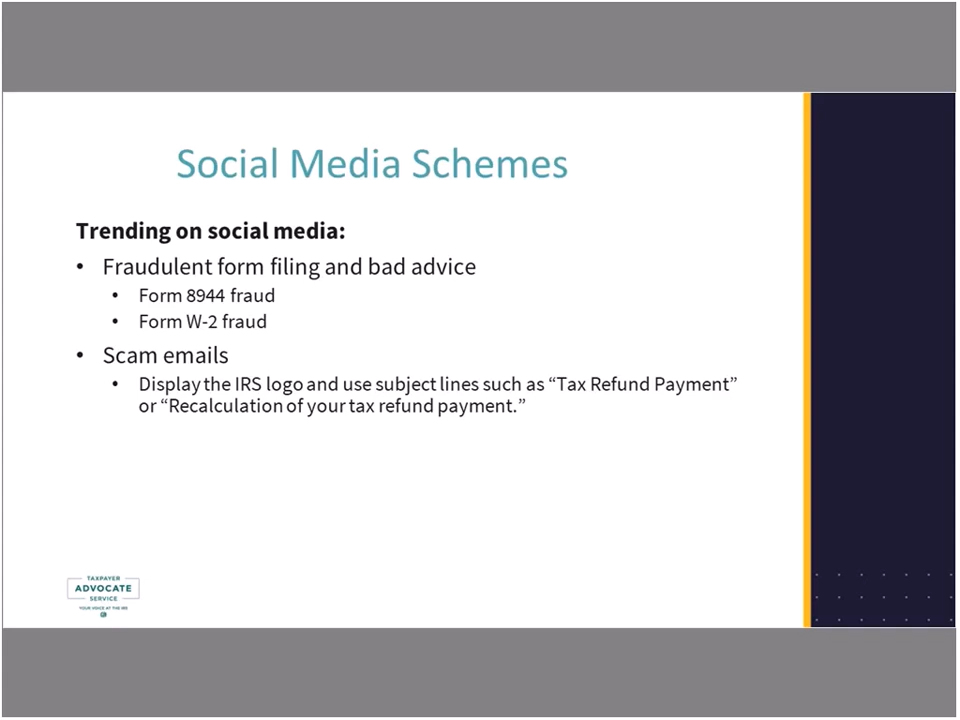 Social Media Schemes
Trending on social media:
• Fraudulent form filing and bad advice
• Form 8944 fraud
• Form W-2 fraud
• Scam emails
• Display the IRS logo and use subject lines such as “Tax Refund Payment”
or “Recalculation of your tax refund payment.”
TAXPAYER
ADVOCATE
SERVICE
YOUR VOICE AT THE IRS